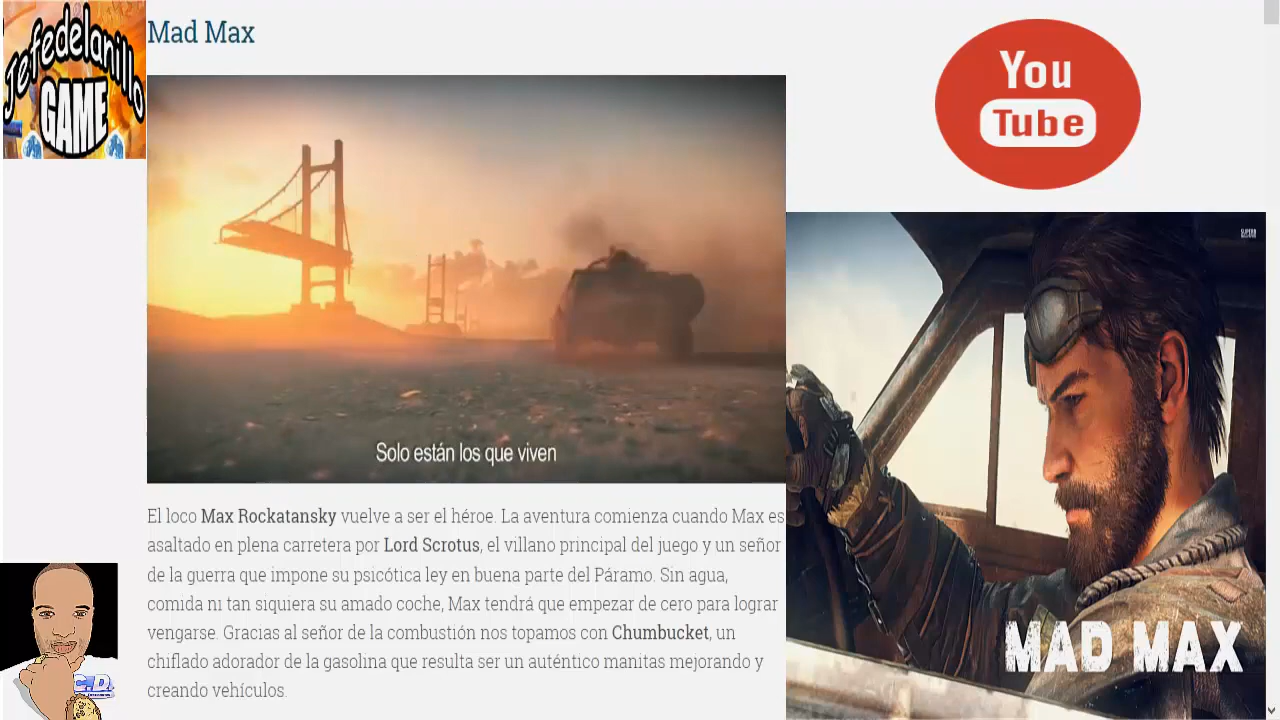 Jefedelanillo
GAME
Mad Max
You
Tube
Solo están los que viven
El loco Max Rockatansky vuelve a ser el héroe. La aventura comienza cuando Max es
asaltado en plena carretera por Lord Scrotus, el villano principal del juego y un señor
de la guerra que impone su psicótica ley en buena parte del Páramo. Sin agua,
comida ni tan siquiera su amado coche, Max tendrá que empezar de cero para lograr
vengarse. Gracias al señor de la combustión nos topamos con Chumbucket, un
chiflado adorador de la gasolina que resulta ser un auténtico manitas mejorando y
creando vehículos.
MAD MAX
C.D.